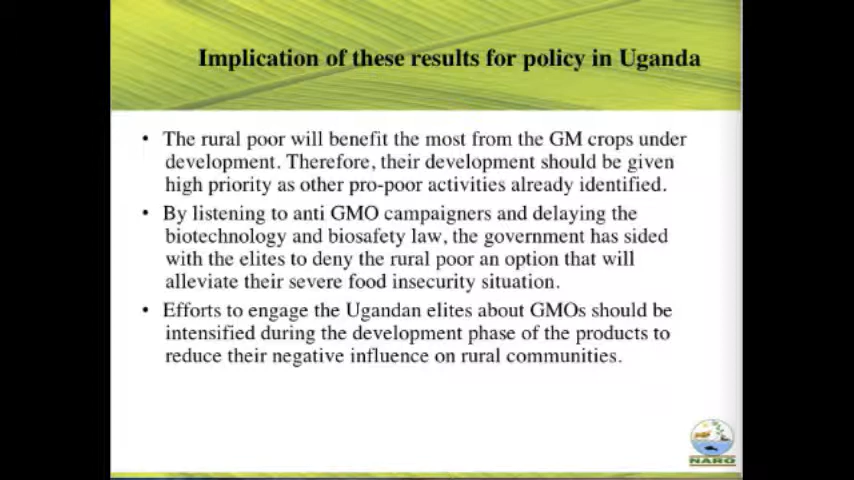 Implication of these results for policy in Uganda
• The rural poor will benefit the most from the GM crops under
development. Therefore, their development should be given
high priority as other pro-poor activities already identified.
• By listening to anti GMO campaigners and delaying the
biotechnology and biosafety law, the government has sided
with the elites to deny the rural poor an option that will
alleviate their severe food insecurity situation.
• Efforts to engage the Ugandan elites about GMOs should be
intensified during the development phase of the products to
reduce their negative influence on rural communities.
NARO